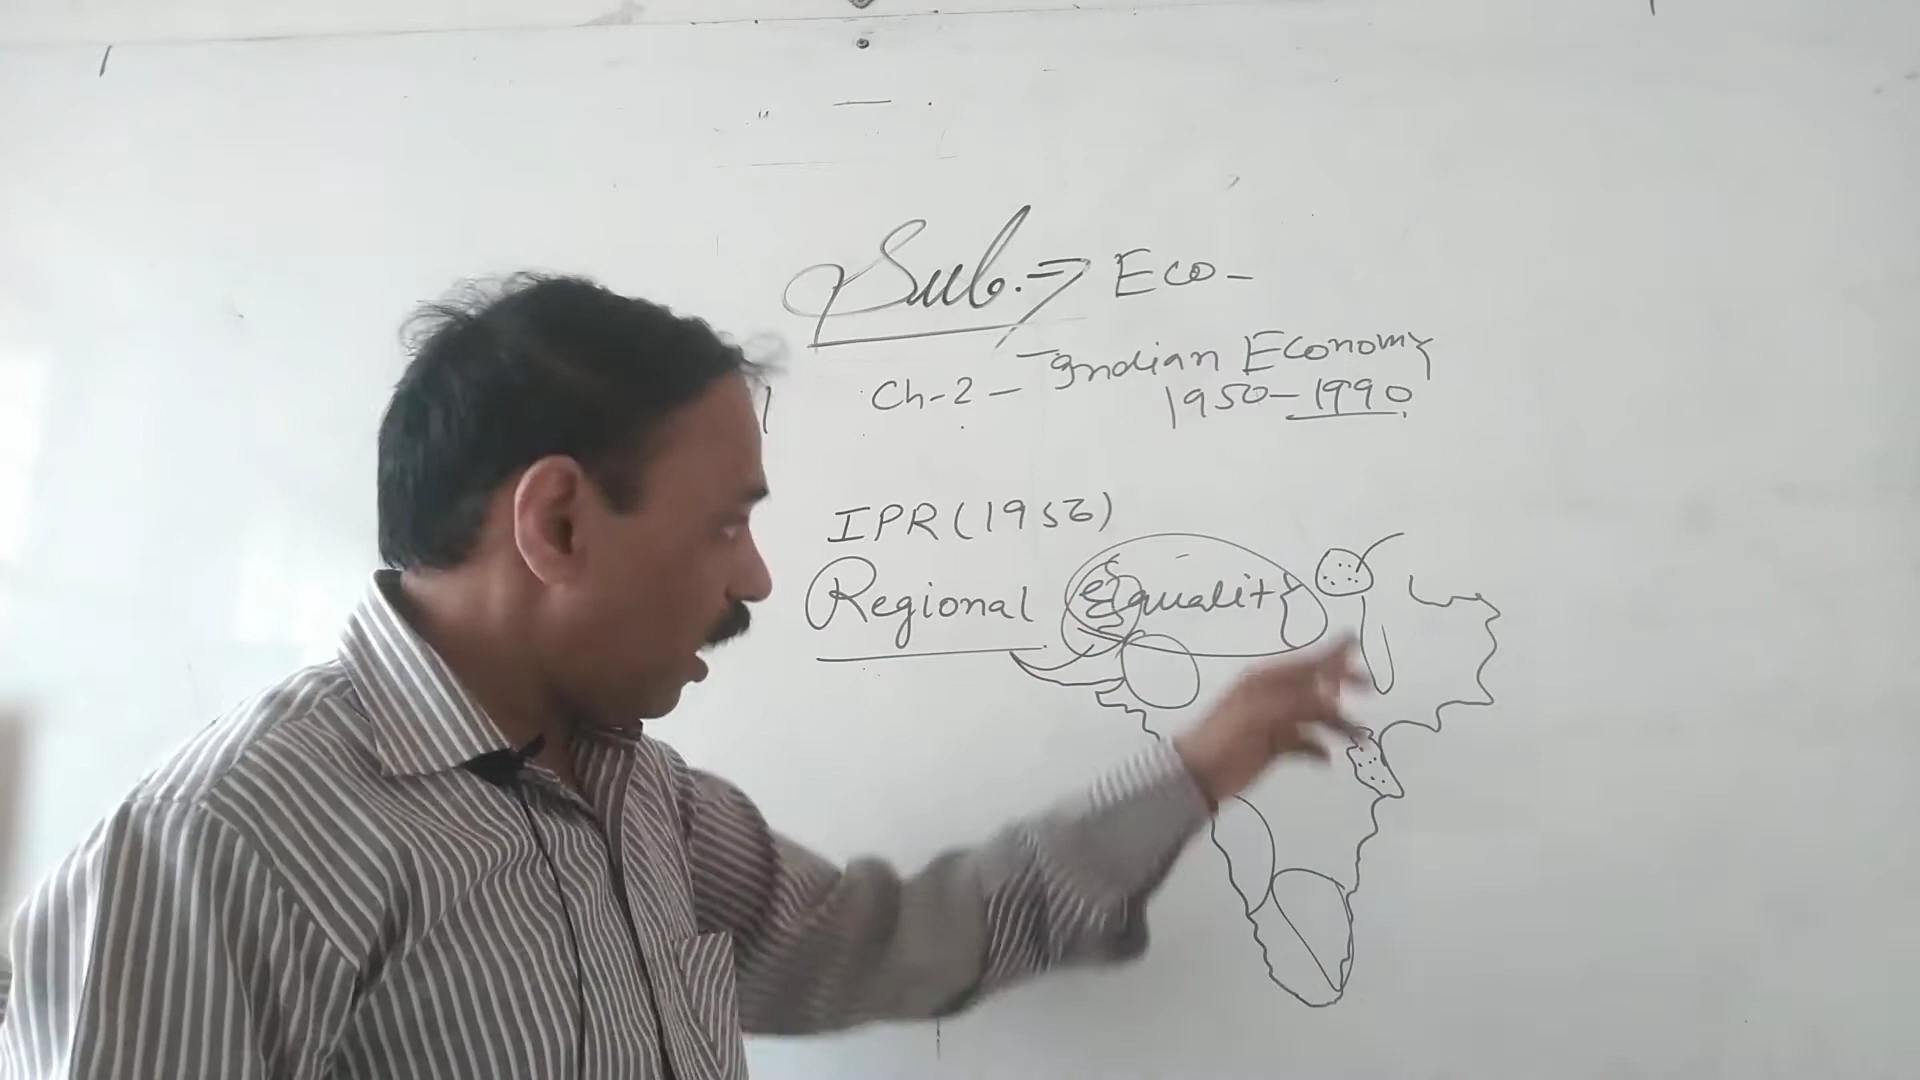 Sub.⇒ Eco-
Ch-2 - Indian Economy
1950-1990
IPR(1956)
Regional equality